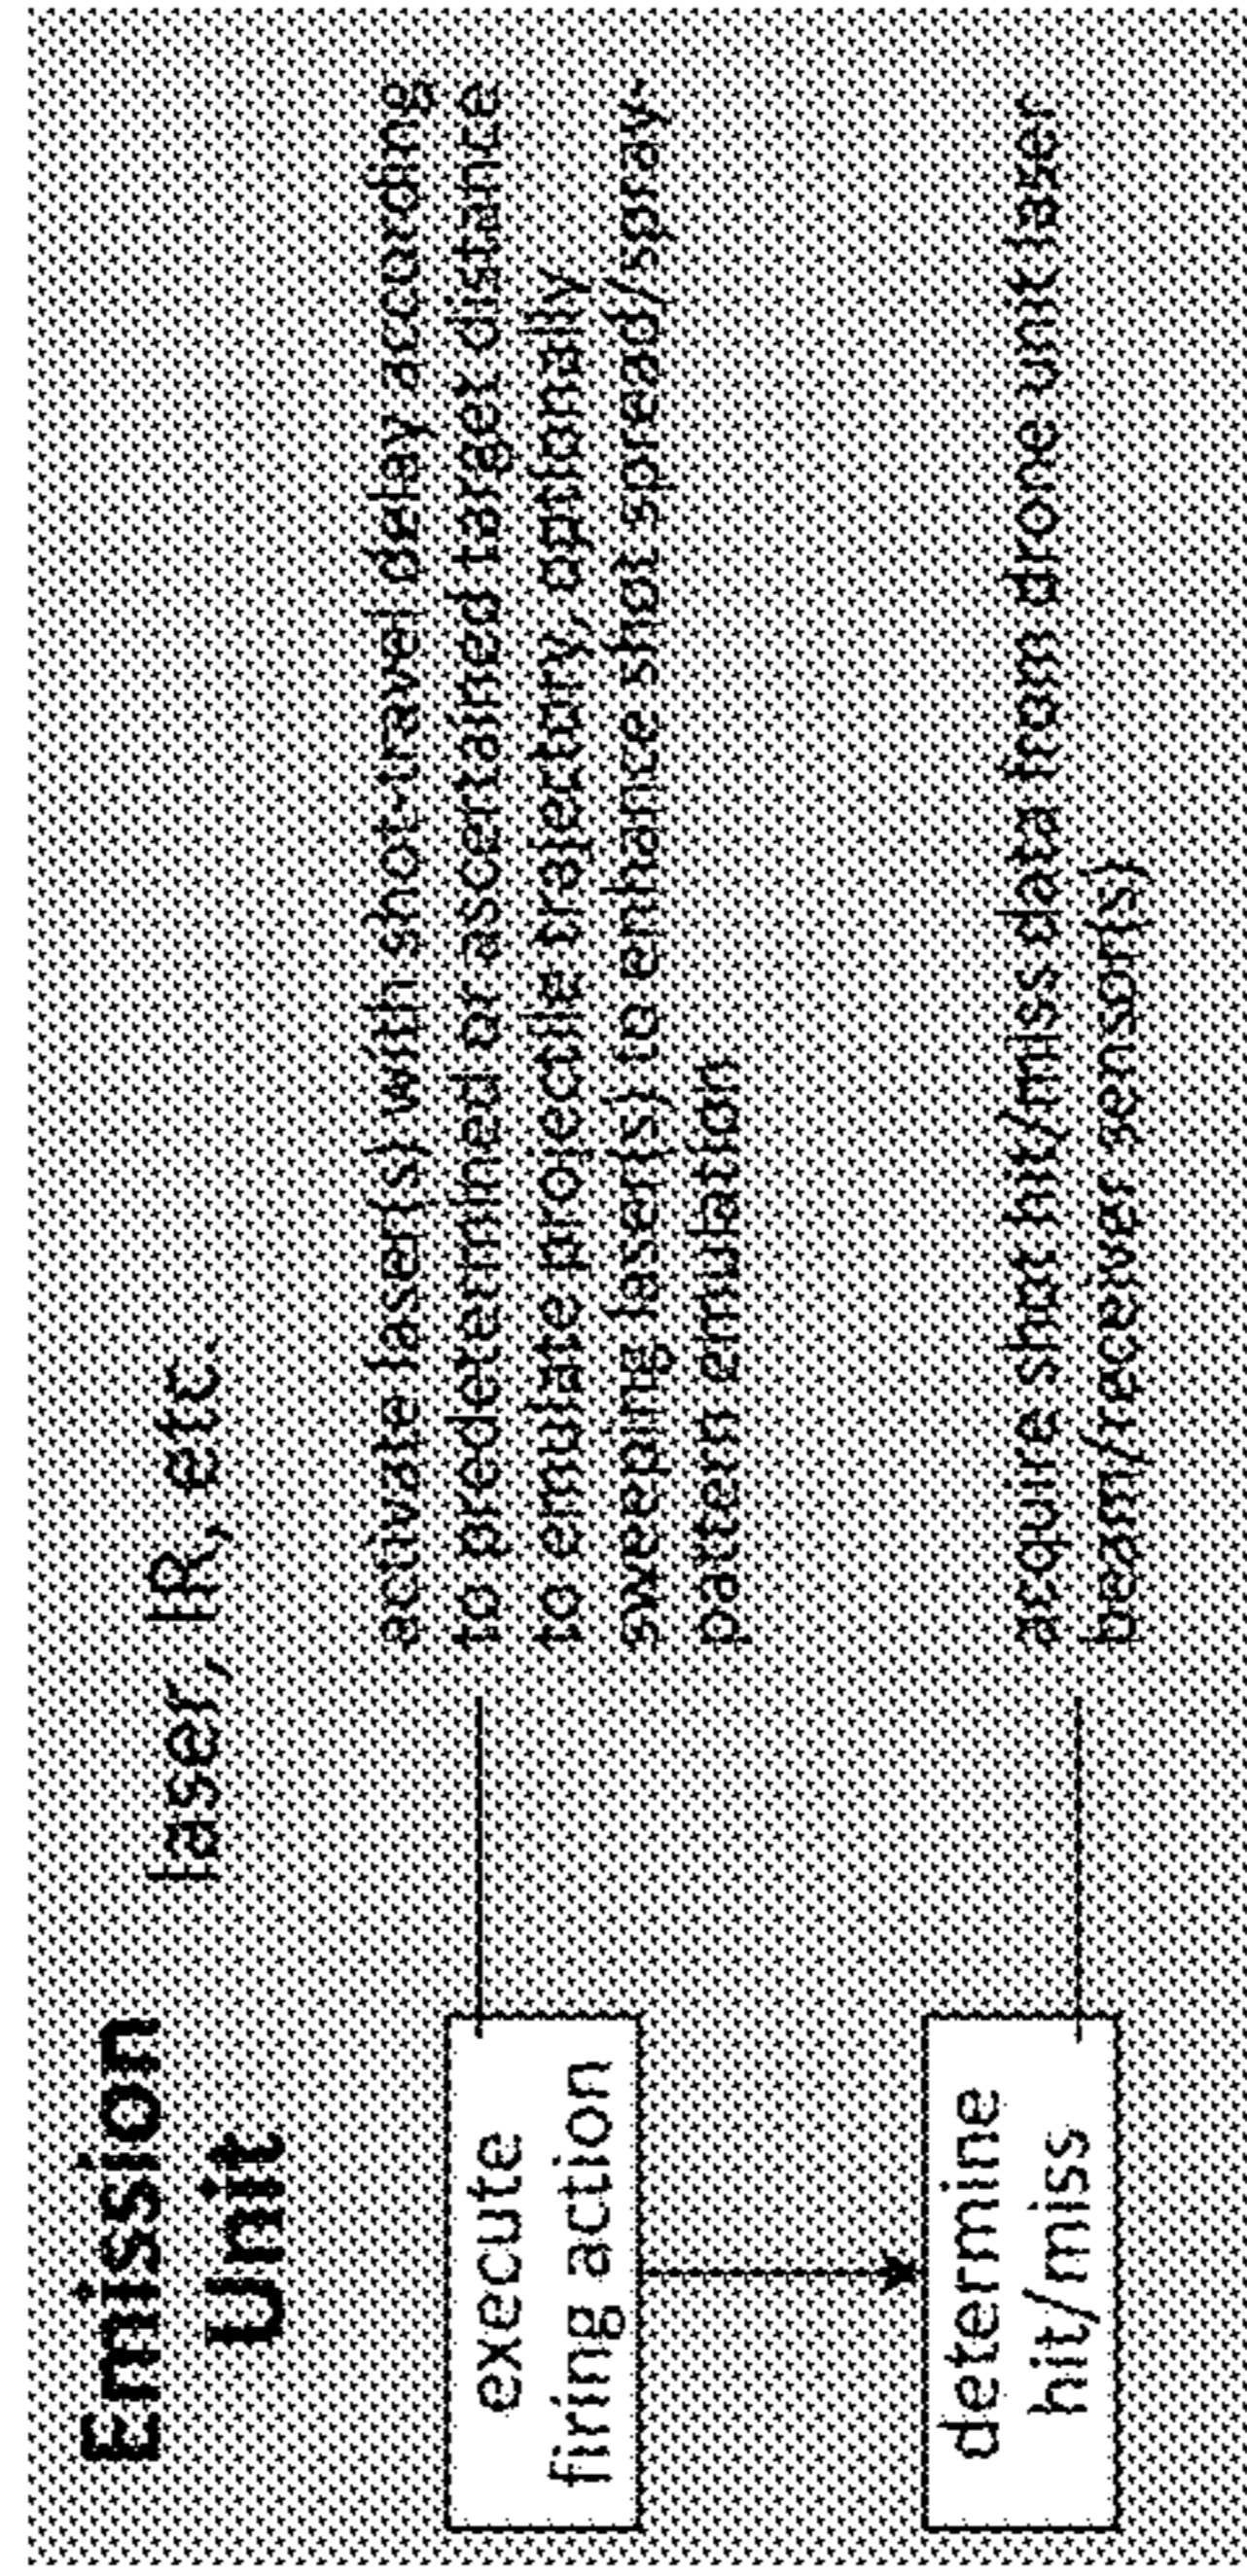 Emission
Unit
laser, IR, etc.
execute
firing action
activate laser(s) with shot-travel delay according
to predetermined or ascertained target distance
to emulate projectile trajectory, optionally
sweeping laser(s) to enhance shot spread/spray-
pattern emulation
determine
hit/miss
acquire shot hit/miss data from drone unit laser
beam/receiver sensor(s)